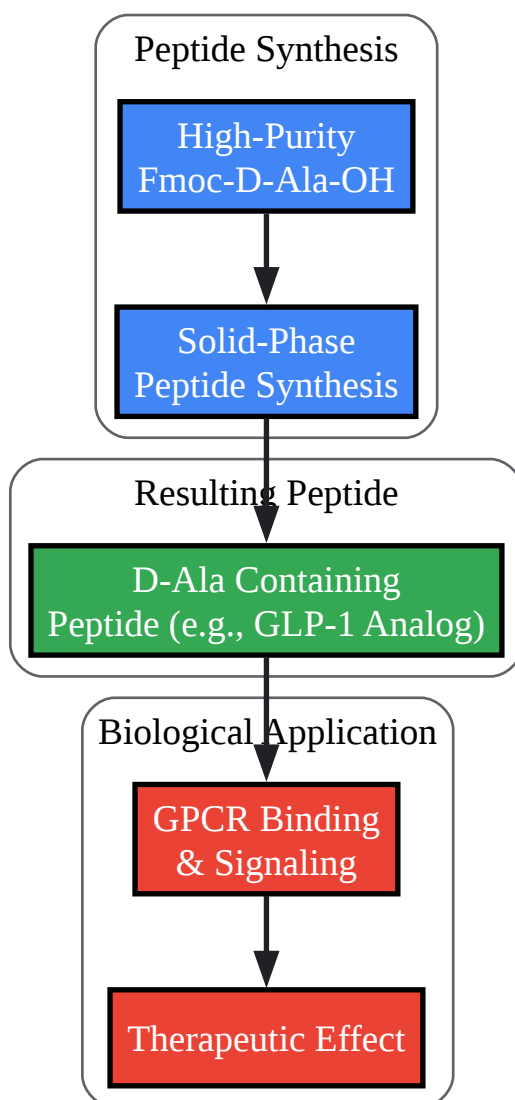 Peptide Synthesis
High-Purity
Fmoc-D-Ala-OH
Solid-Phase
Peptide Synthesis
Resulting Peptide
D-Ala Containing
Peptide (e.g., GLP-1 Analog)
Biological Application
GPCR Binding
& Signaling
Therapeutic Effect